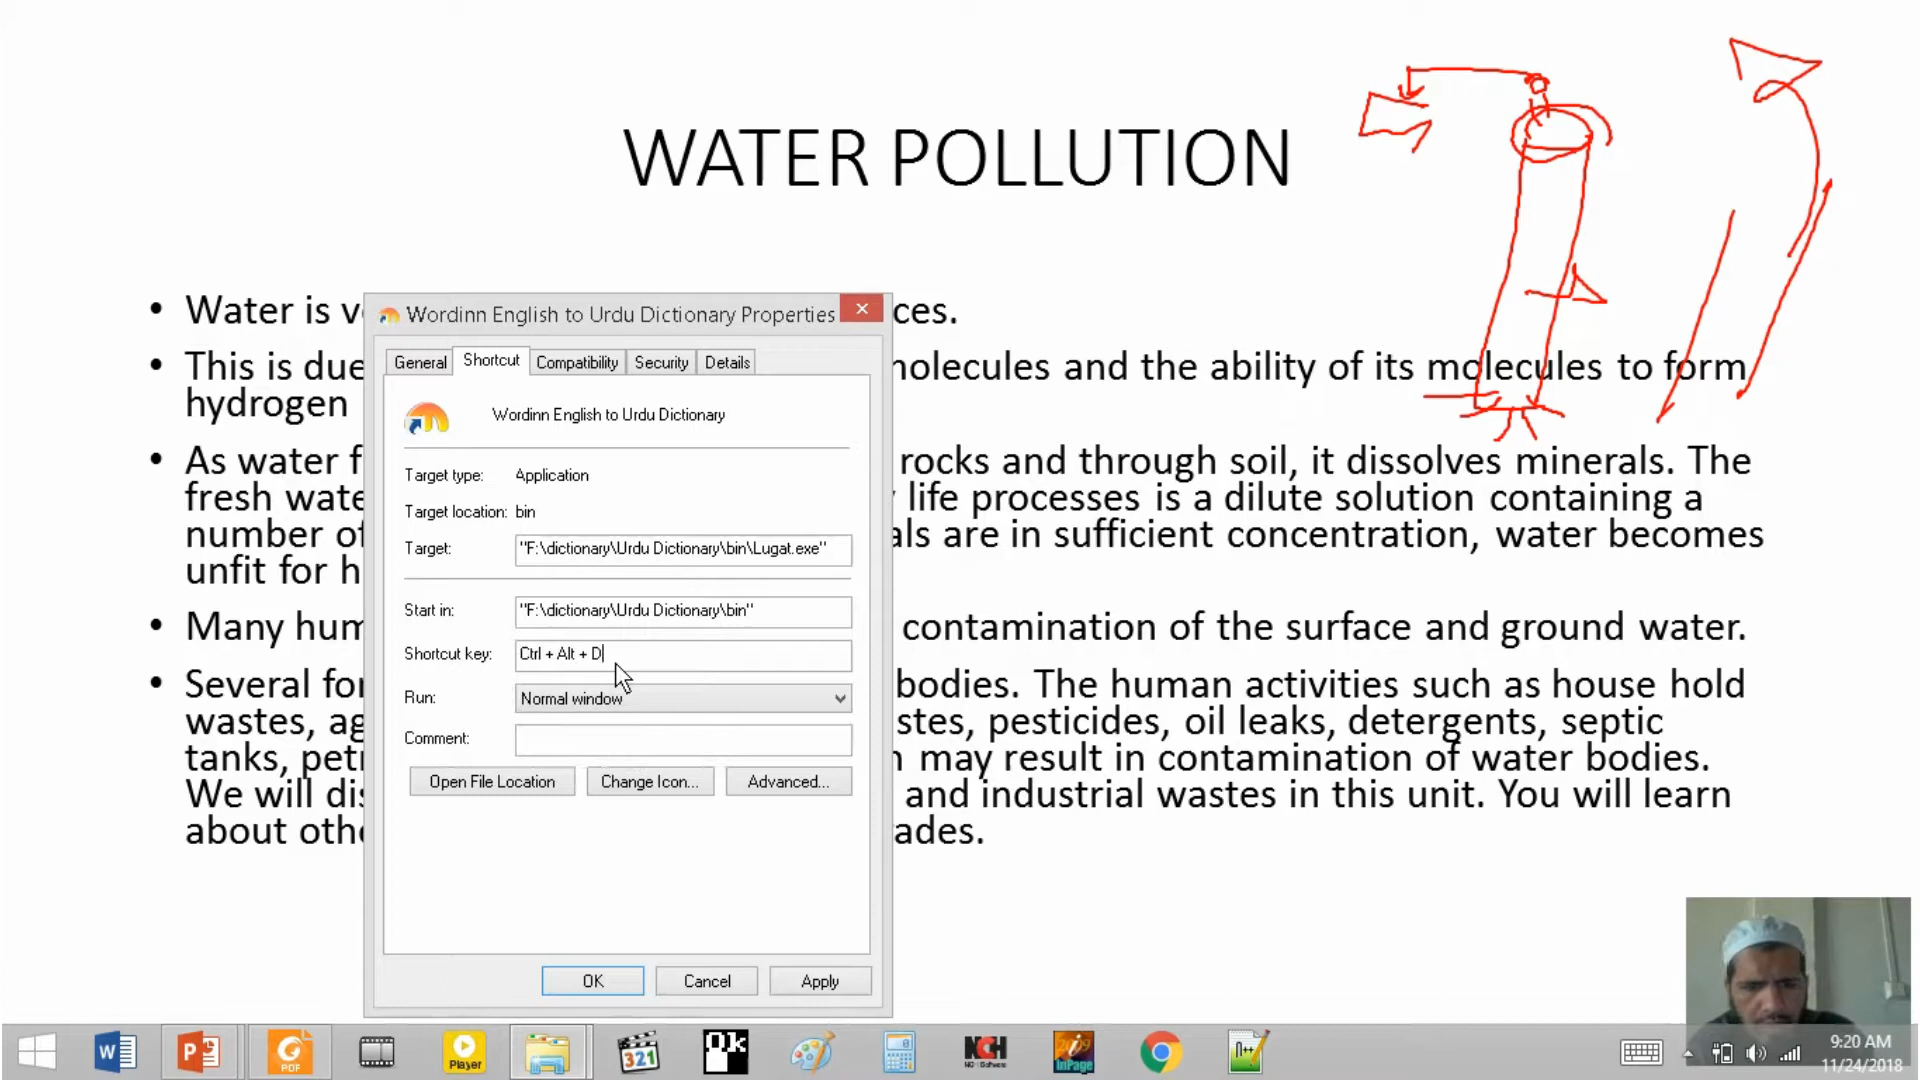 WATER POLLUTION
• Water is v
ces.
Wordinn English to Urdu Dictionary Properties
General Shortcut Compatibility Security Details
• This is due
olecules and the ability of its molecules to form
hydrogen
Wordinn English to Urdu Dictionary
• As water f
rocks and through soil, it dissolves minerals. The
Target type: Application
fresh wate
life processes is a dilute solution containing a
Target location: bin
number of
als are in sufficient concentration, water becomes
Target: "F:\dictionary\Urdu Dictionary\bin\Lugat.exe"
unfit for h
Start in: "F:\dictionary\Urdu Dictionary\bin"
• Many hum
contamination of the surface and ground water.
Shortcut key: Ctrl + Alt + D
• Several for
bodies. The human activities such as house hold
Run: Normal window
wastes, ag
stes, pesticides, oil leaks, detergents, septic
Comment:
tanks, pet
may result in contamination of water bodies.
Open File Location Change Icon... Advanced...
We will dis
and industrial wastes in this unit. You will learn
about othe
ades.
OK Cancel Apply
Player
321
Ok
PDF
NCH
InPage
9:20 AM
11/24/2018